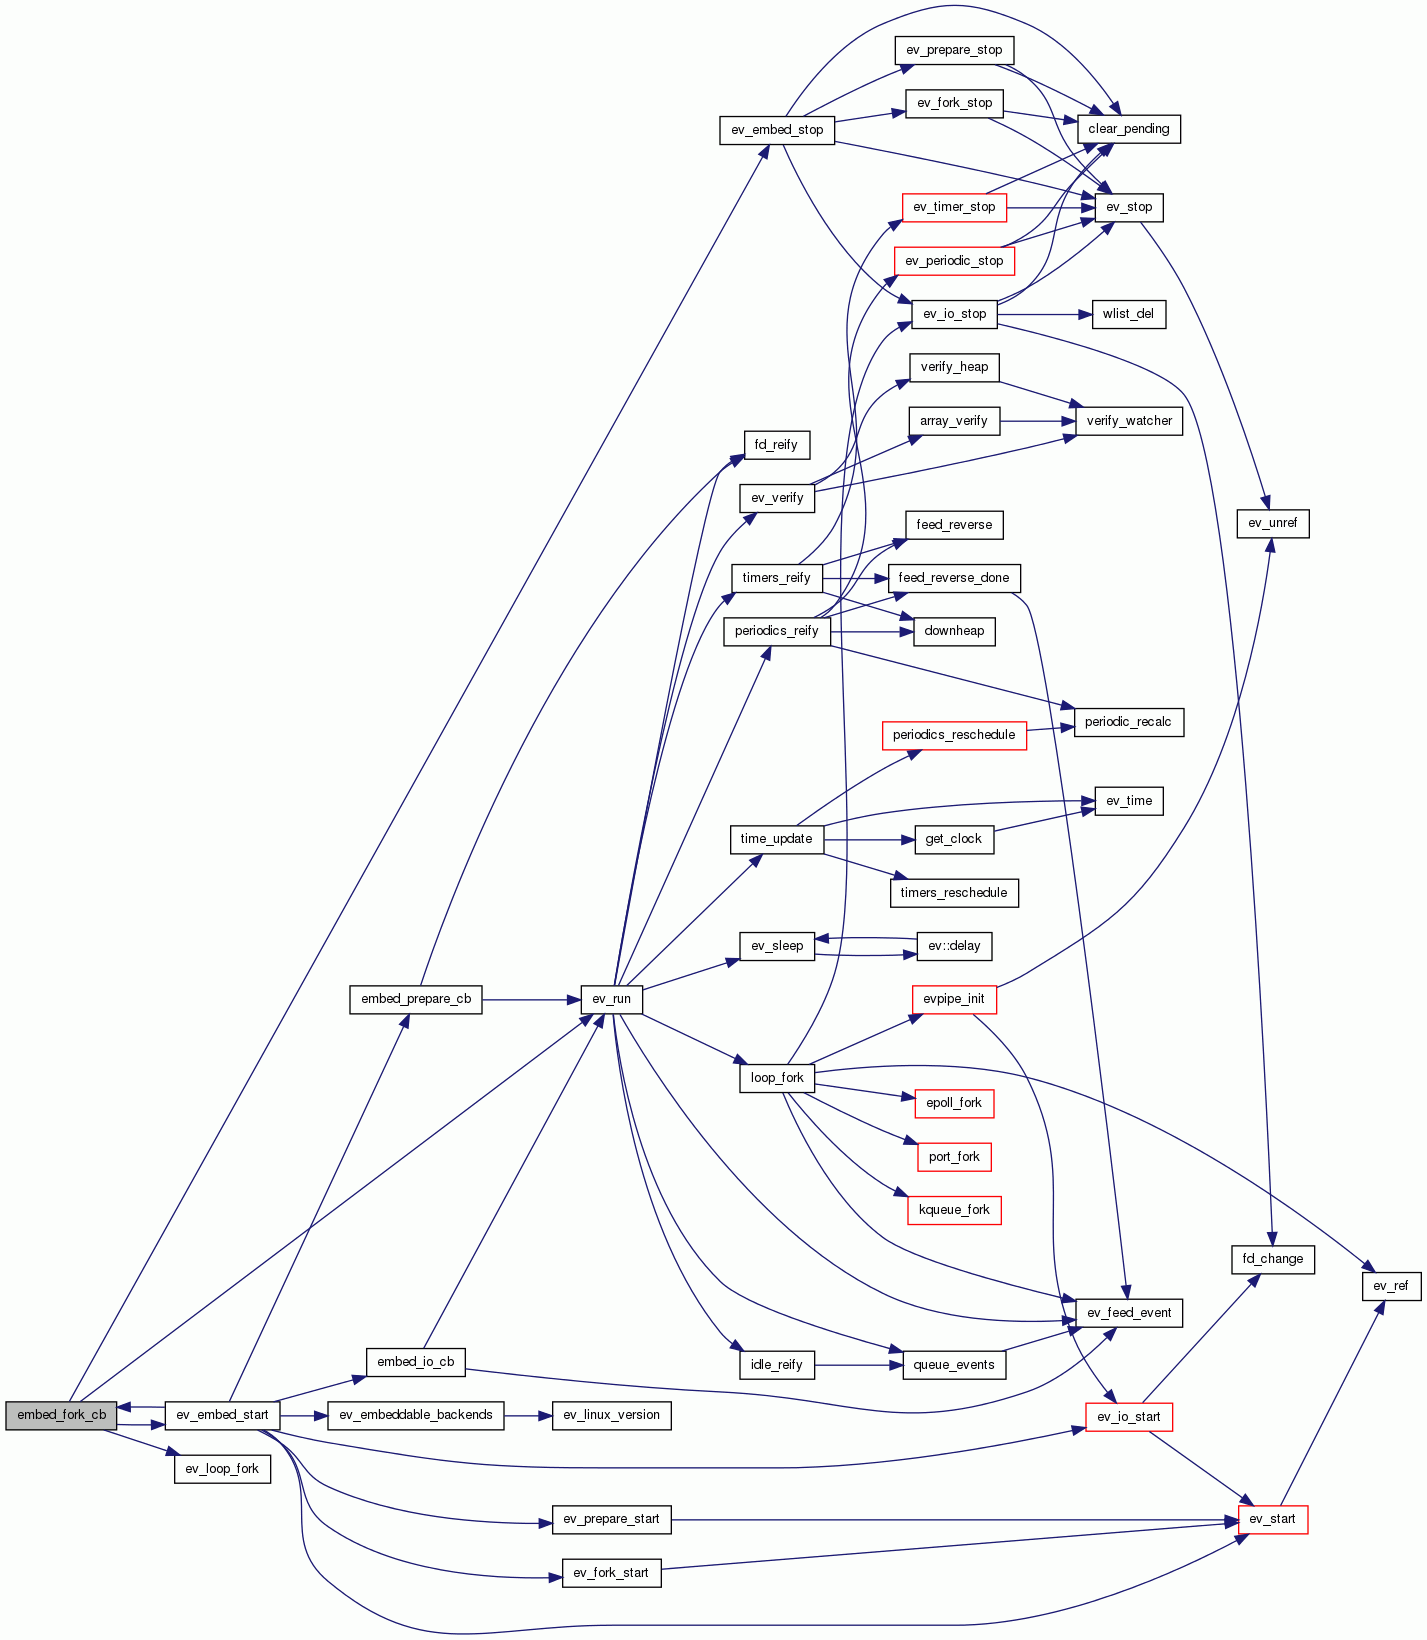 ev_prepare_stop
ev_fork_stop
ev_embed_stop
clear_pending
ev_timer_stop
ev_stop
ev_periodic_stop
ev_io_stop
wlist_del
verify_heap
array_verify
verify_watcher
fd_reify
ev_verify
feed_reverse
ev_unref
timers_reify
feed_reverse_done
periodics_reify
downheap
periodic_recalc
periodics_reschedule
ev_time
time_update
get_clock
timers_reschedule
ev_sleep
ev::delay
embed_prepare_cb
ev_run
evpipe_init
loop_fork
epoll_fork
port_fork
kqueue_fork
fd_change
ev_ref
ev_feed_event
embed_io_cb
idle_reify
queue_events
embed_fork_cb
ev_embed_start
ev_embeddable_backends
ev_linux_version
ev_io_start
ev_loop_fork
ev_prepare_start
ev_start
ev_fork_start